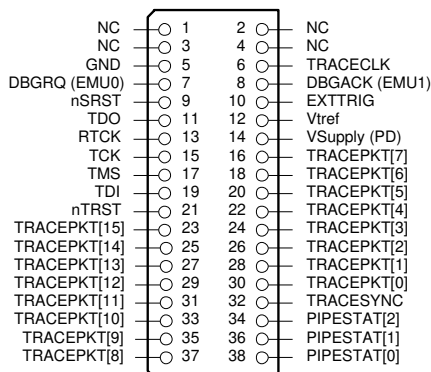 NC 1 2 NC
NC 3 4 NC
GND 5 6 TRACECLK
DBGRQ (EMU0) 7 8 DBGACK (EMU1)
nSRST 9 10 EXTTRIG
TDO 11 12 Vtref
RTCK 13 14 VSupply (PD)
TCK 15 16 TRACEPKT[7]
TMS 17 18 TRACEPKT[6]
TDI 19 20 TRACEPKT[5]
nTRST 21 22 TRACEPKT[4]
TRACEPKT[15] 23 24 TRACEPKT[3]
TRACEPKT[14] 25 26 TRACEPKT[2]
TRACEPKT[13] 27 28 TRACEPKT[1]
TRACEPKT[12] 29 30 TRACEPKT[0]
TRACEPKT[11] 31 32 TRACESYNC
TRACEPKT[10] 33 34 PIPESTAT[2]
TRACEPKT[9] 35 36 PIPESTAT[1]
TRACEPKT[8] 37 38 PIPESTAT[0]